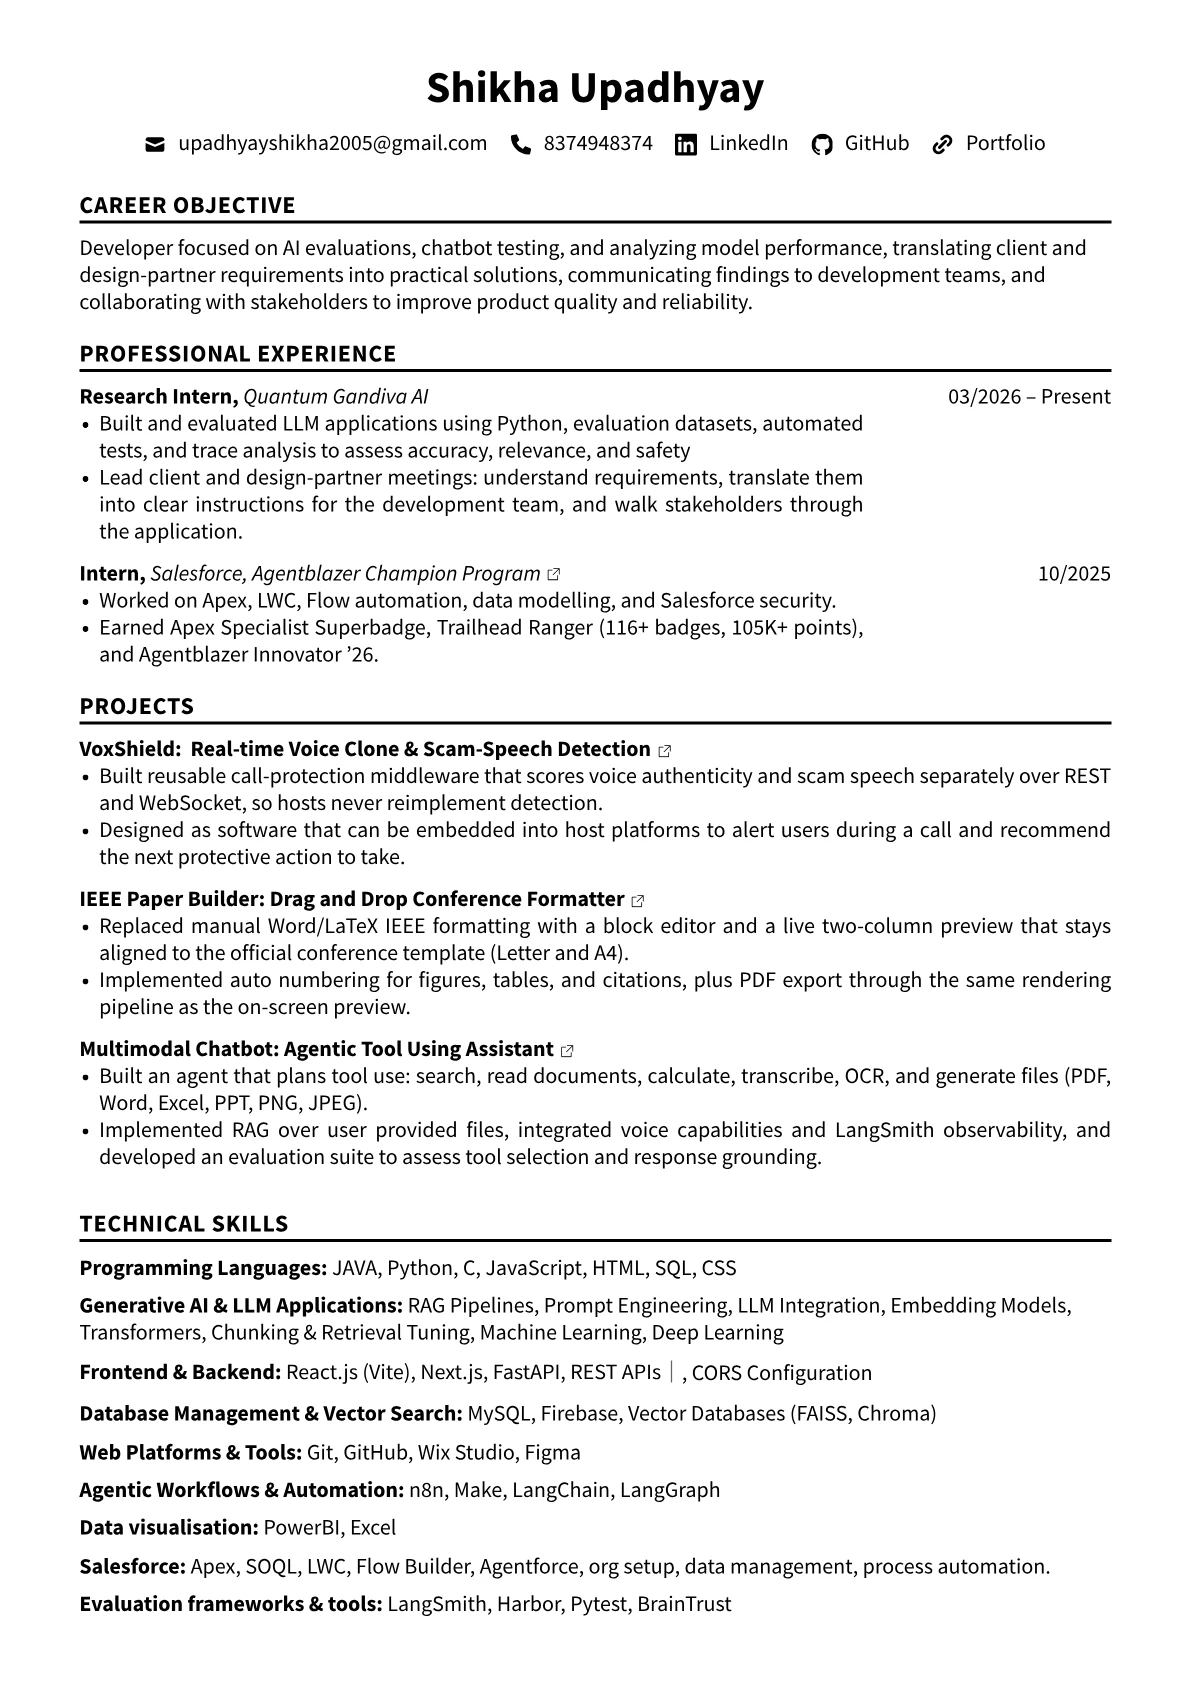 Shikha Upadhyay
upadhyayshikha2005@gmail.com 8374948374 LinkedIn GitHub Portfolio
CAREER OBJECTIVE
Developer focused on AI evaluations, chatbot testing, and analyzing model performance, translating client and
design-partner requirements into practical solutions, communicating findings to development teams, and
collaborating with stakeholders to improve product quality and reliability.
PROFESSIONAL EXPERIENCE
Research Intern, Quantum Gandiva AI 03/2026 – Present
• Built and evaluated LLM applications using Python, evaluation datasets, automated
tests, and trace analysis to assess accuracy, relevance, and safety
• Lead client and design-partner meetings: understand requirements, translate them
into clear instructions for the development team, and walk stakeholders through
the application.
Intern, Salesforce, Agentblazer Champion Program 10/2025
• Worked on Apex, LWC, Flow automation, data modelling, and Salesforce security.
• Earned Apex Specialist Superbadge, Trailhead Ranger (116+ badges, 105K+ points),
and Agentblazer Innovator ’26.
PROJECTS
VoxShield: Real-time Voice Clone & Scam-Speech Detection
• Built reusable call-protection middleware that scores voice authenticity and scam speech separately over REST
and WebSocket, so hosts never reimplement detection.
• Designed as software that can be embedded into host platforms to alert users during a call and recommend
the next protective action to take.
IEEE Paper Builder: Drag and Drop Conference Formatter
• Replaced manual Word/LaTeX IEEE formatting with a block editor and a live two-column preview that stays
aligned to the official conference template (Letter and A4).
• Implemented auto numbering for figures, tables, and citations, plus PDF export through the same rendering
pipeline as the on-screen preview.
Multimodal Chatbot: Agentic Tool Using Assistant
• Built an agent that plans tool use: search, read documents, calculate, transcribe, OCR, and generate files (PDF,
Word, Excel, PPT, PNG, JPEG).
• Implemented RAG over user provided files, integrated voice capabilities and LangSmith observability, and
developed an evaluation suite to assess tool selection and response grounding.
TECHNICAL SKILLS
Programming Languages: JAVA, Python, C, JavaScript, HTML, SQL, CSS
Generative AI & LLM Applications: RAG Pipelines, Prompt Engineering, LLM Integration, Embedding Models,
Transformers, Chunking & Retrieval Tuning, Machine Learning, Deep Learning
Frontend & Backend: React.js (Vite), Next.js, FastAPI, REST APIs | , CORS Configuration
Database Management & Vector Search: MySQL, Firebase, Vector Databases (FAISS, Chroma)
Web Platforms & Tools: Git, GitHub, Wix Studio, Figma
Agentic Workflows & Automation: n8n, Make, LangChain, LangGraph
Data visualisation: PowerBI, Excel
Salesforce: Apex, SOQL, LWC, Flow Builder, Agentforce, org setup, data management, process automation.
Evaluation frameworks & tools: LangSmith, Harbor, Pytest, BrainTrust